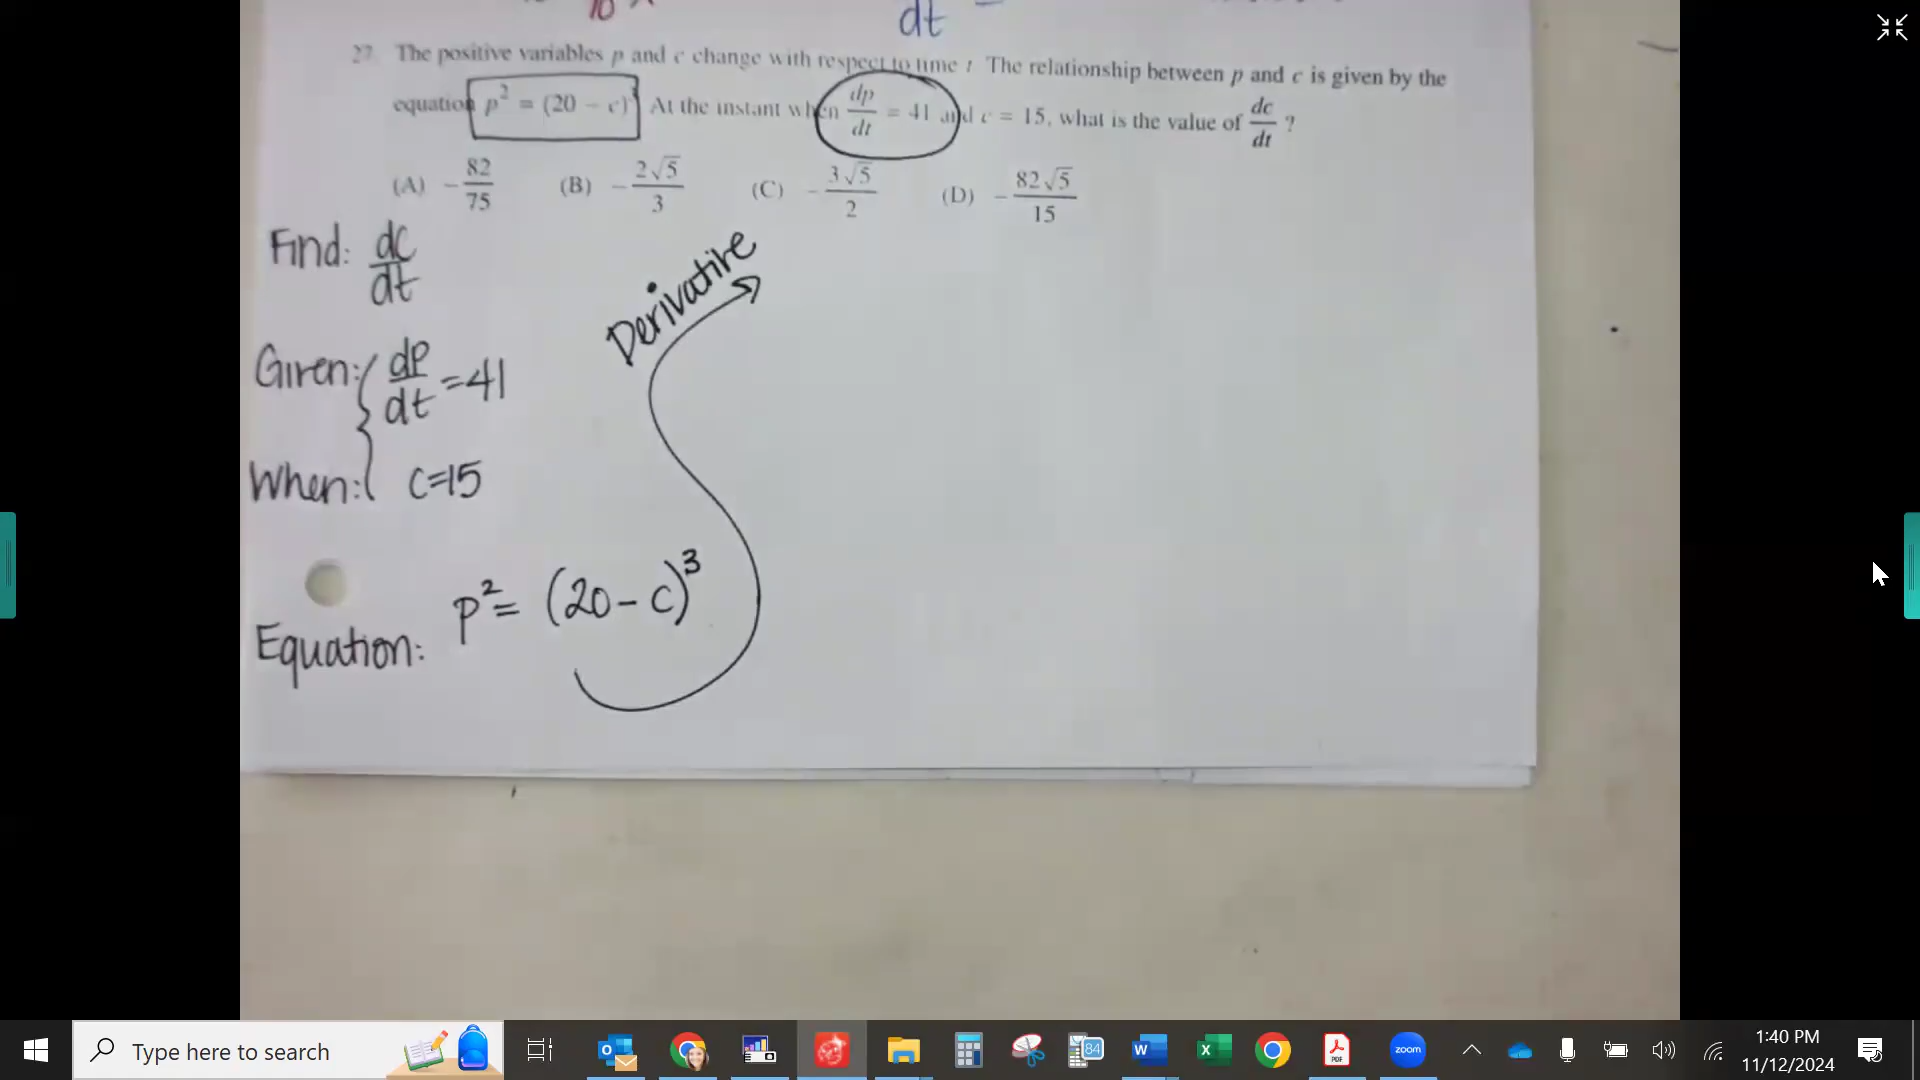 dt
27. The positive variables p and c change with respect to time t. The relationship between p and c is given by the
equation p² = (20 − c)³. At the instant when dp/dt = 41 and c = 15, what is the value of dc/dt ?
(A) −82/75 (B) −2√5/3 (C) −3√5/2 (D) −82√5/15
Find: dc/dt
Derivative
Given: dp/dt =41
When: c=15
Equation: p²= (20-c)³
Type here to search
84
zoom
1:40 PM
11/12/2024